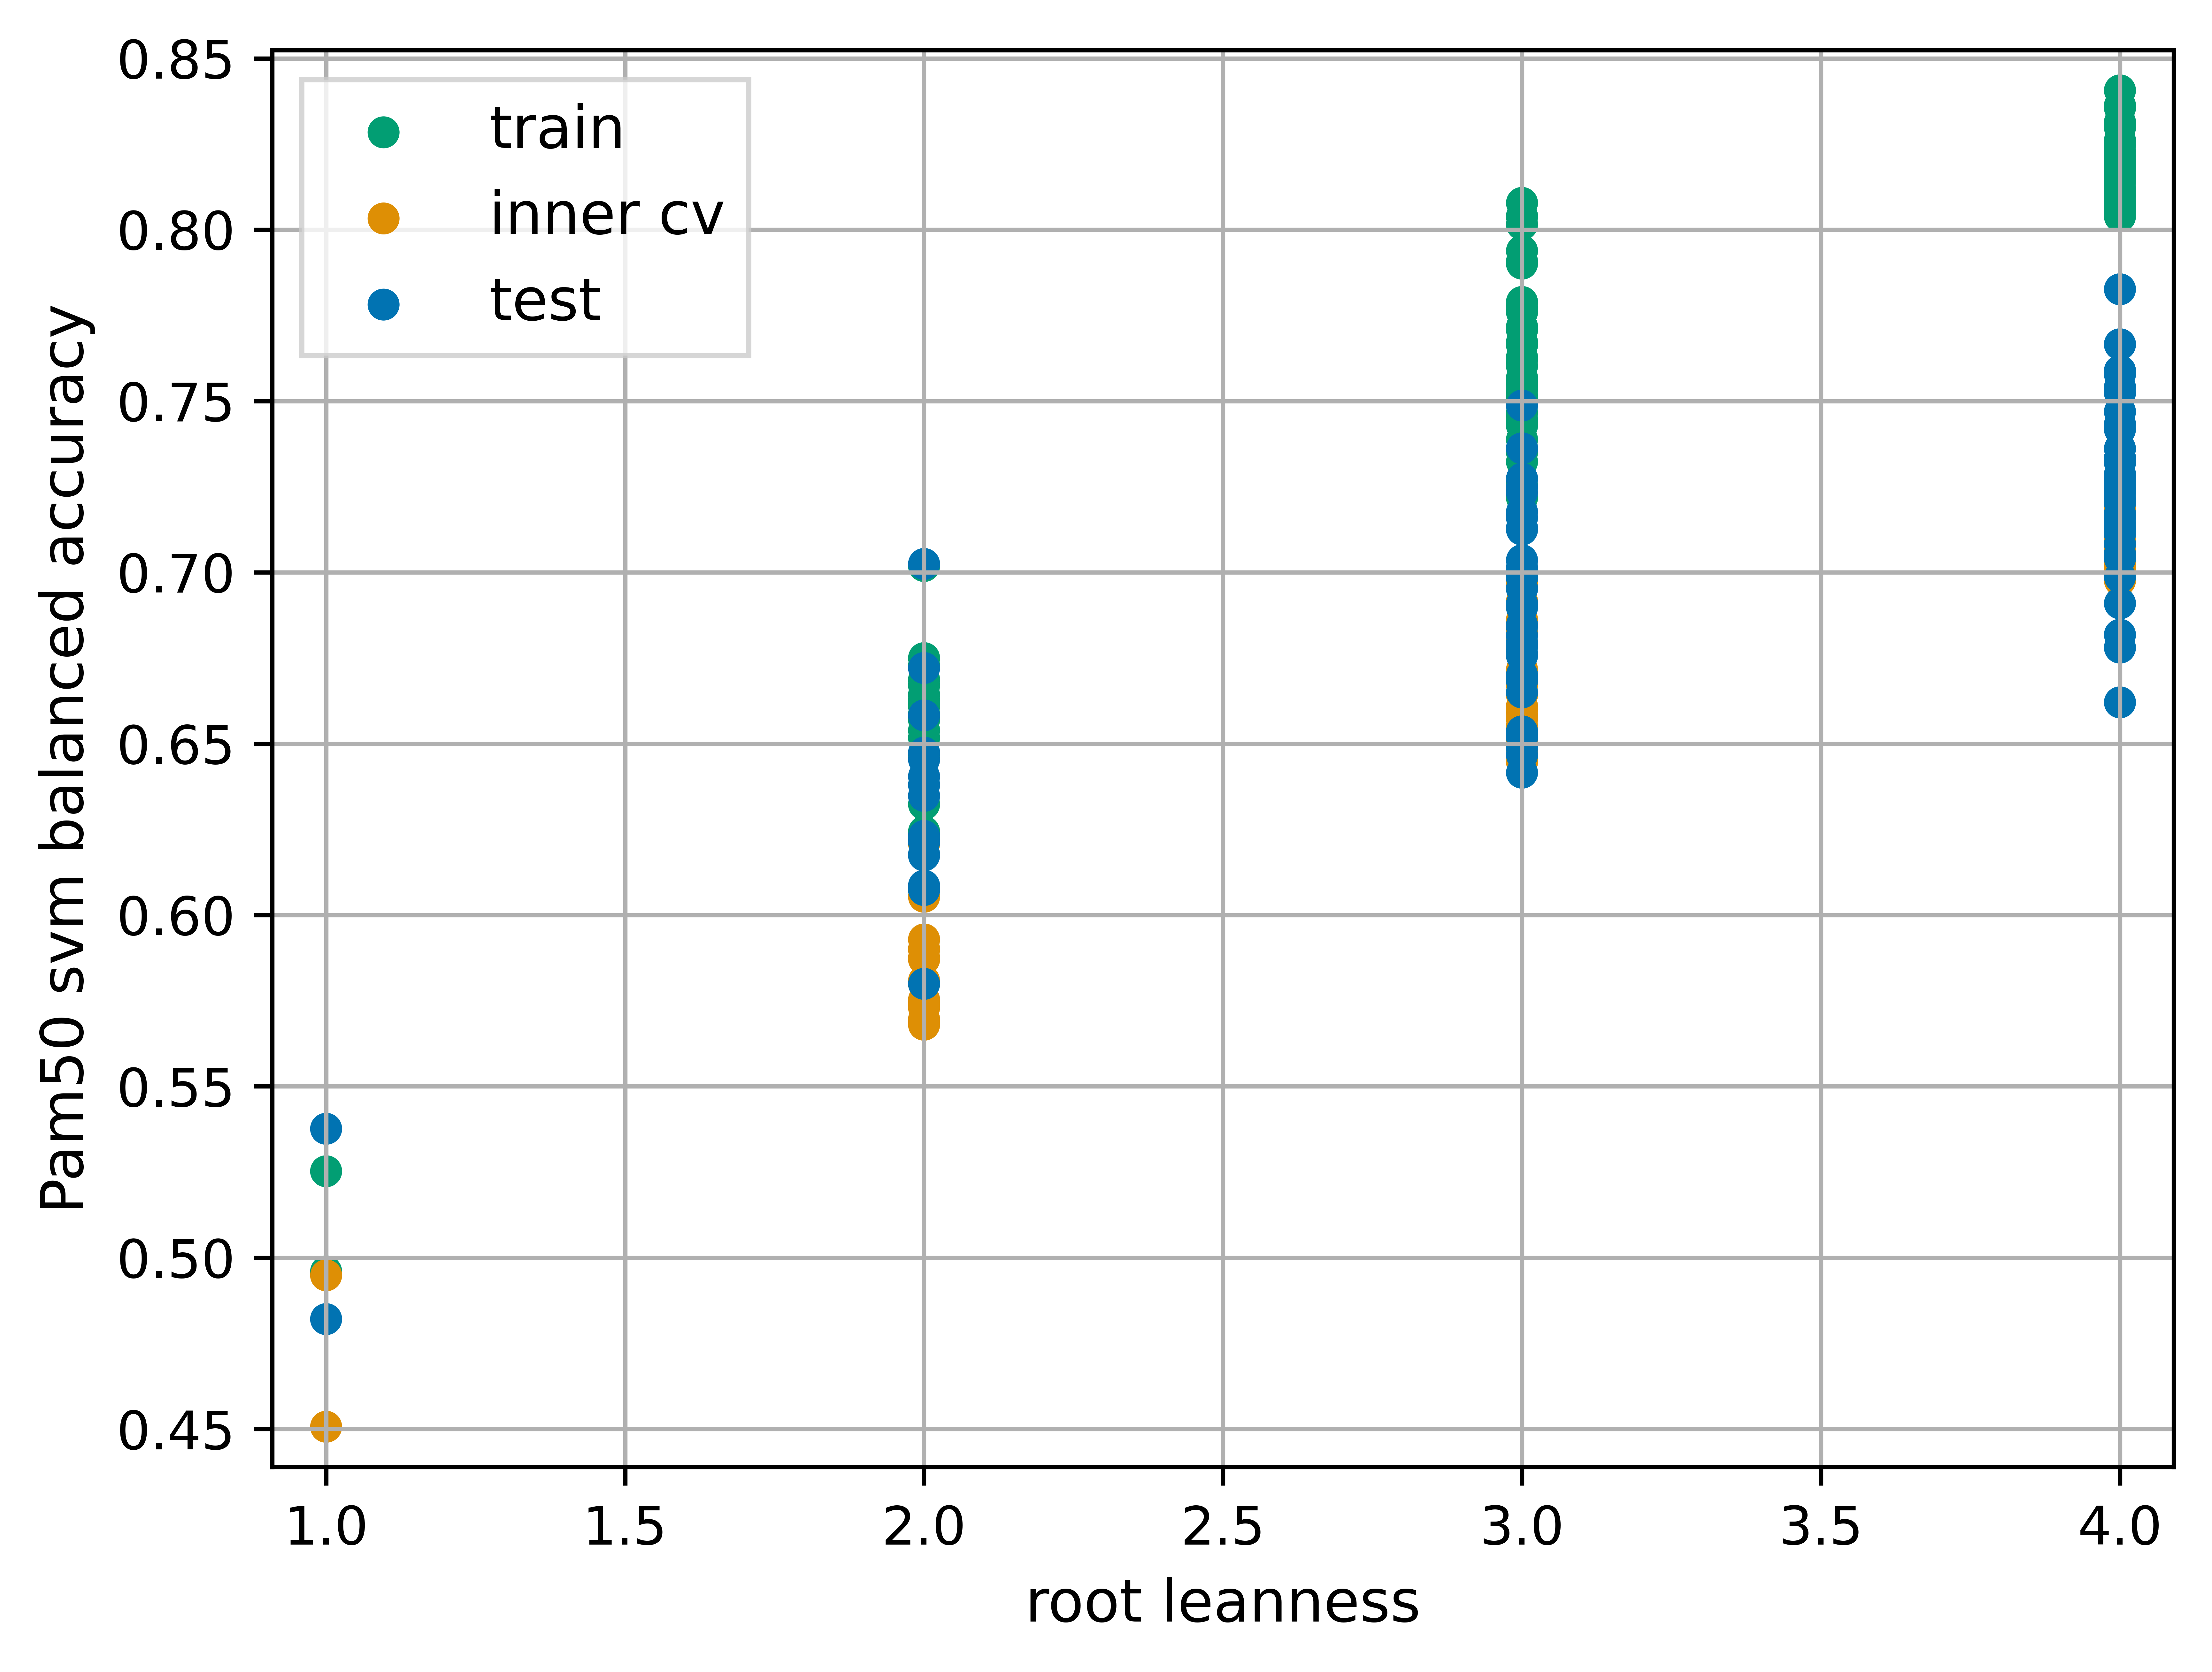 train
inner cv
test
0.85
0.80
0.75
0.70
0.65
0.60
0.55
0.50
0.45
Pam50 svm balanced accuracy
1.0 1.5 2.0 2.5 3.0 3.5 4.0
root leanness